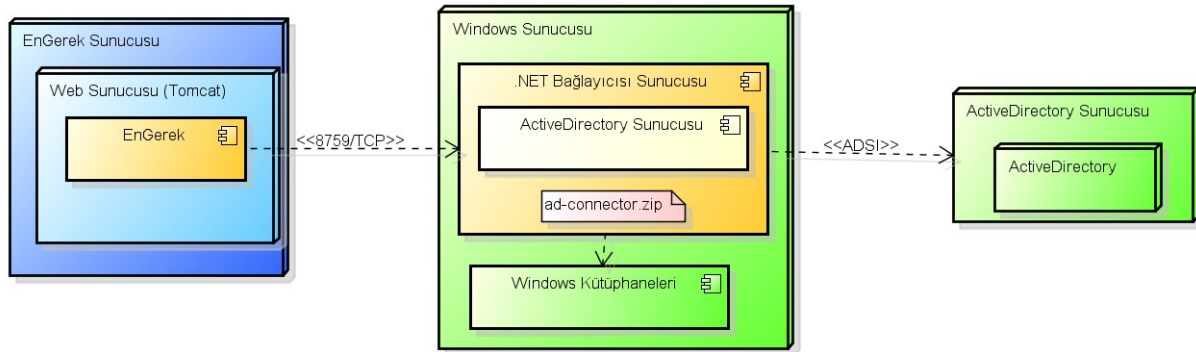 EnGerek Sunucusu
Web Sunucusu (Tomcat)
EnGerek
<<8759/TCP>>
Windows Sunucusu
.NET Bağlayıcısı Sunucusu
ActiveDirectory Sunucusu
ad-connector.zip
Windows Kütüphaneleri
<<ADSI>>
ActiveDirectory Sunucusu
ActiveDirectory